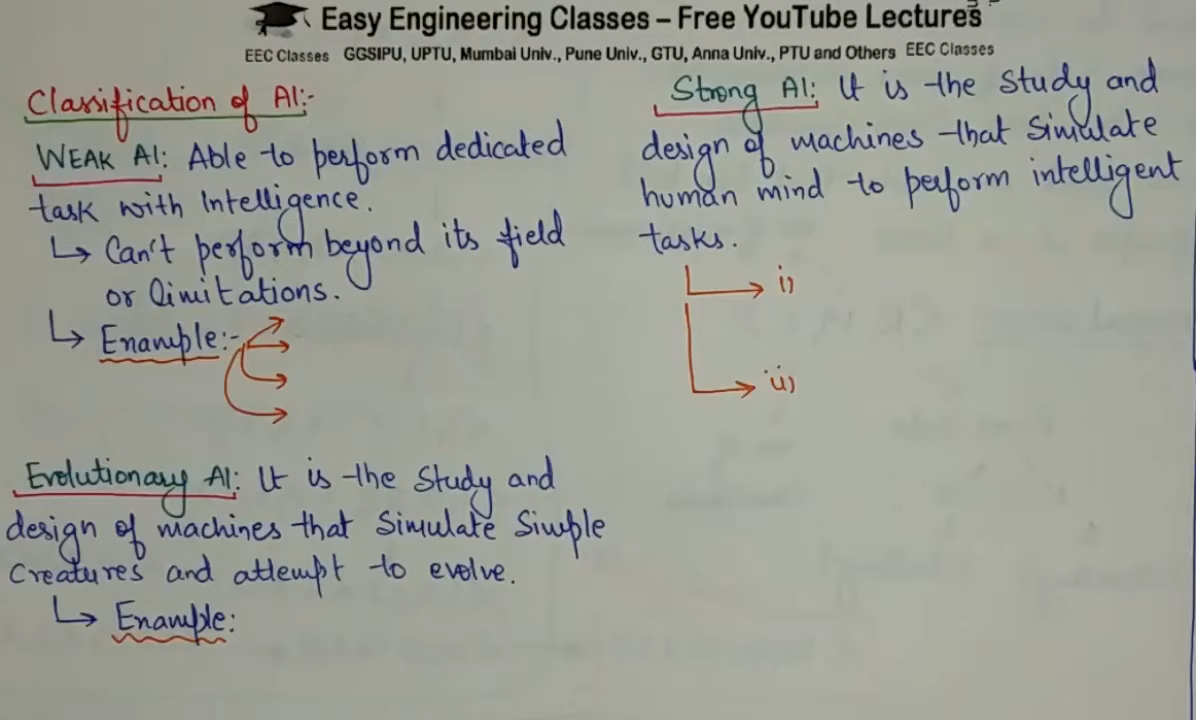 Easy Engineering Classes – Free YouTube Lectures
EEC Classes GGSIPU, UPTU, Mumbai Univ., Pune Univ., GTU, Anna Univ., PTU and Others EEC Classes
Classification of AI:-
WEAK AI: Able to perform dedicated
task with Intelligence.
↳ Can't perform beyond its field
or limitations.
↳ Example:-
Evolutionary AI: It is the study and
design of machines that simulate simple
creatures and attempt to evolve.
↳ Example:
Strong AI: It is the study and
design of machines that simulate
human mind to perform intelligent
tasks.
i)
ii)